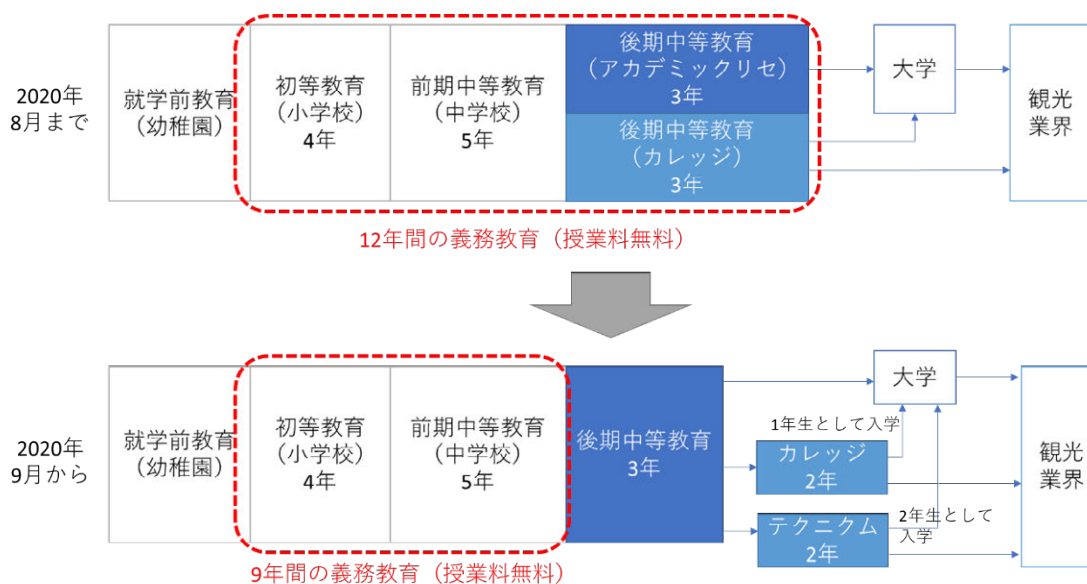 2020年
8月まで
就学前教育
（幼稚園）
初等教育
（小学校）
4年
前期中等教育
（中学校）
5年
後期中等教育
（アカデミックリセ）
3年
後期中等教育
（カレッジ）
3年
大学
観光
業界
12年間の義務教育（授業料無料）
2020年
9月から
就学前教育
（幼稚園）
初等教育
（小学校）
4年
前期中等教育
（中学校）
5年
後期中等教育
3年
大学
1年生として入学
カレッジ
2年
テクニクム
2年
2年生として
入学
観光
業界
9年間の義務教育（授業料無料）